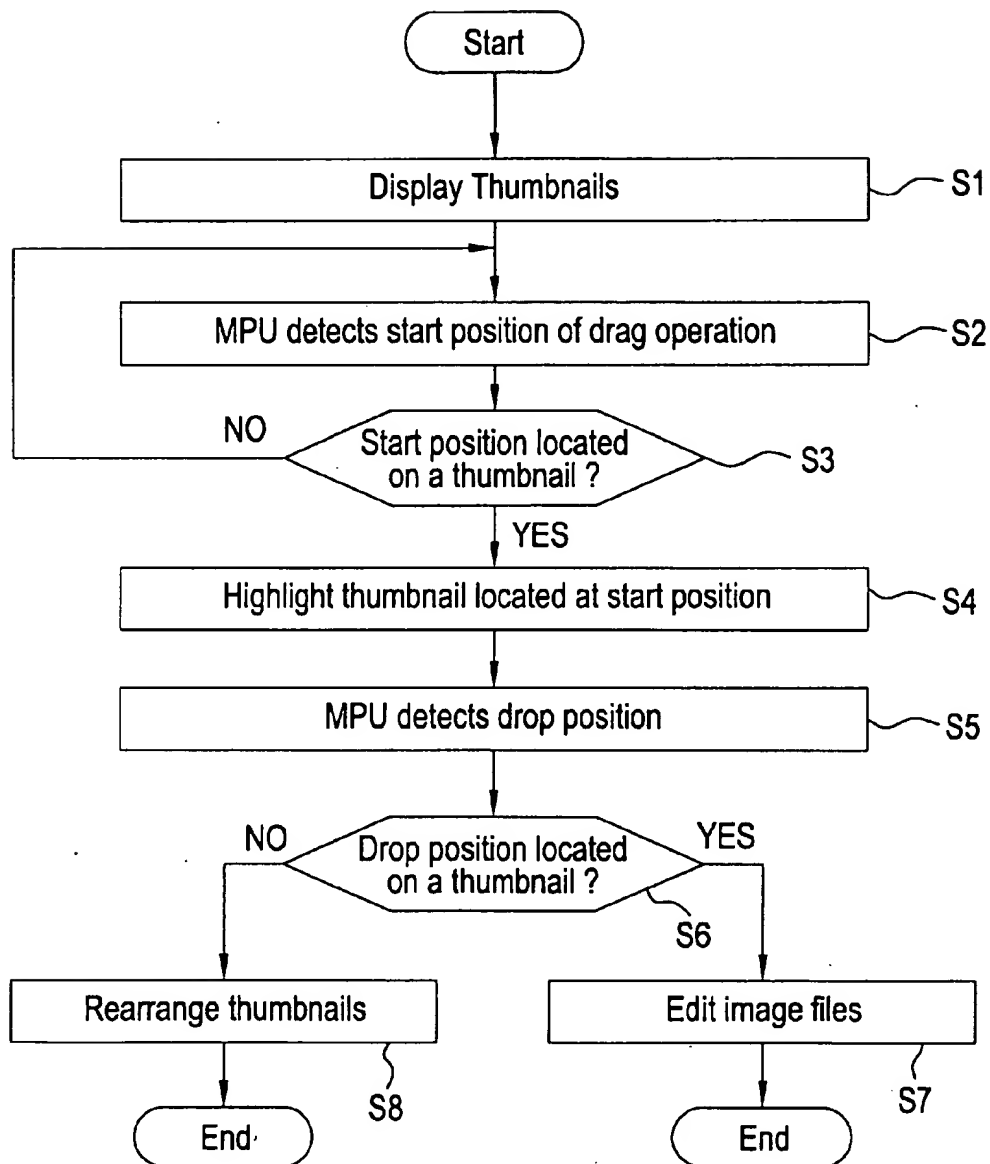 Start
Display Thumbnails
S1
MPU detects start position of drag operation
S2
NO
Start position located
on a thumbnail ?
S3
YES
Highlight thumbnail located at start position
S4
MPU detects drop position
S5
NO
Drop position located
on a thumbnail ?
YES
S6
Rearrange thumbnails
Edit image files
S8
S7
End
End